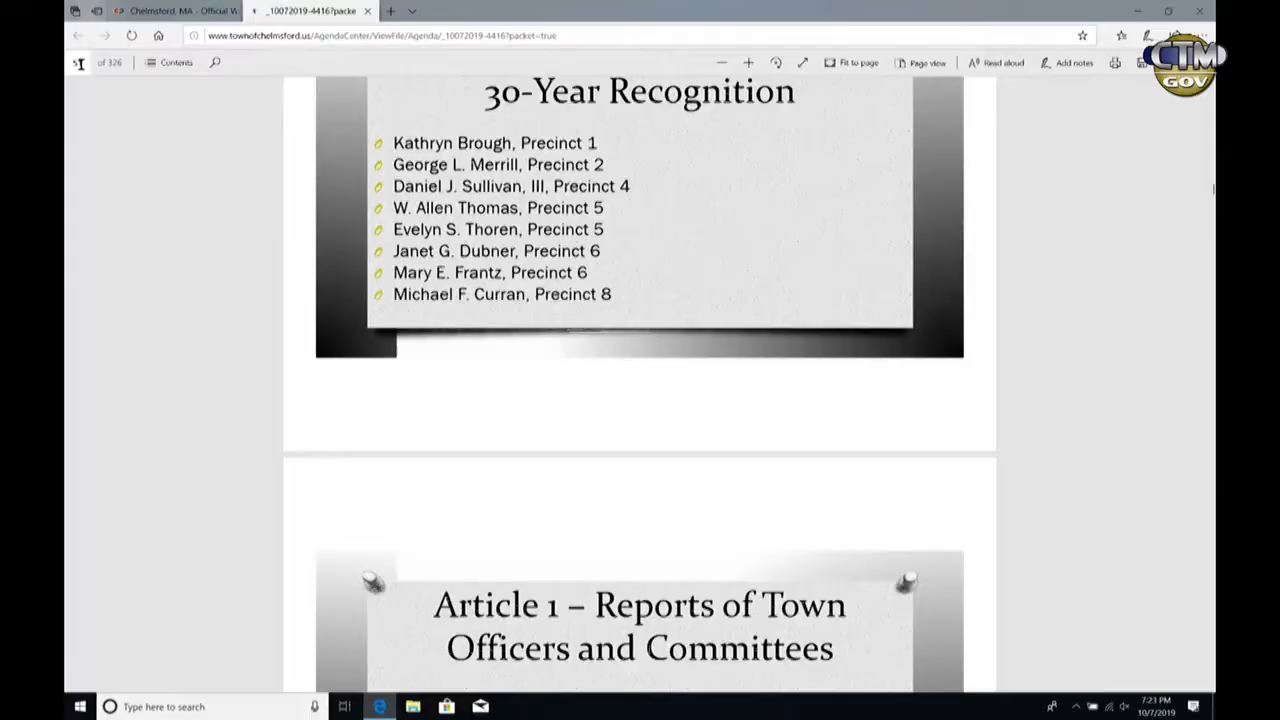 Chelmsford, MA - Official W
_10072019-4416?packe
www.townofchelmsford.us/AgendaCenter/ViewFile/Agenda/_10072019-4416?packet=true
of 326
Contents
Fit to page
Page view
Read aloud
Add notes
CTM
GOV
30-Year Recognition
Kathryn Brough, Precinct 1
George L. Merrill, Precinct 2
Daniel J. Sullivan, III, Precinct 4
W. Allen Thomas, Precinct 5
Evelyn S. Thoren, Precinct 5
Janet G. Dubner, Precinct 6
Mary E. Frantz, Precinct 6
Michael F. Curran, Precinct 8
Article 1 – Reports of Town
Officers and Committees
Type here to search
7:23 PM
10/7/2019